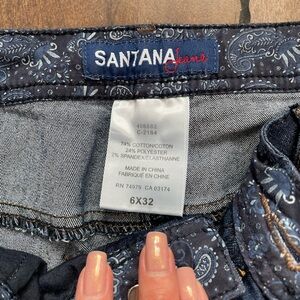 SANTANA Jeans
C-2184
74% COTTON/COTON
24% POLYESTER
2% SPANDEX/ELASTHANNE
MADE IN CHINA
FABRIQUÉ EN CHINE
RN 74979 CA 03174
6X32